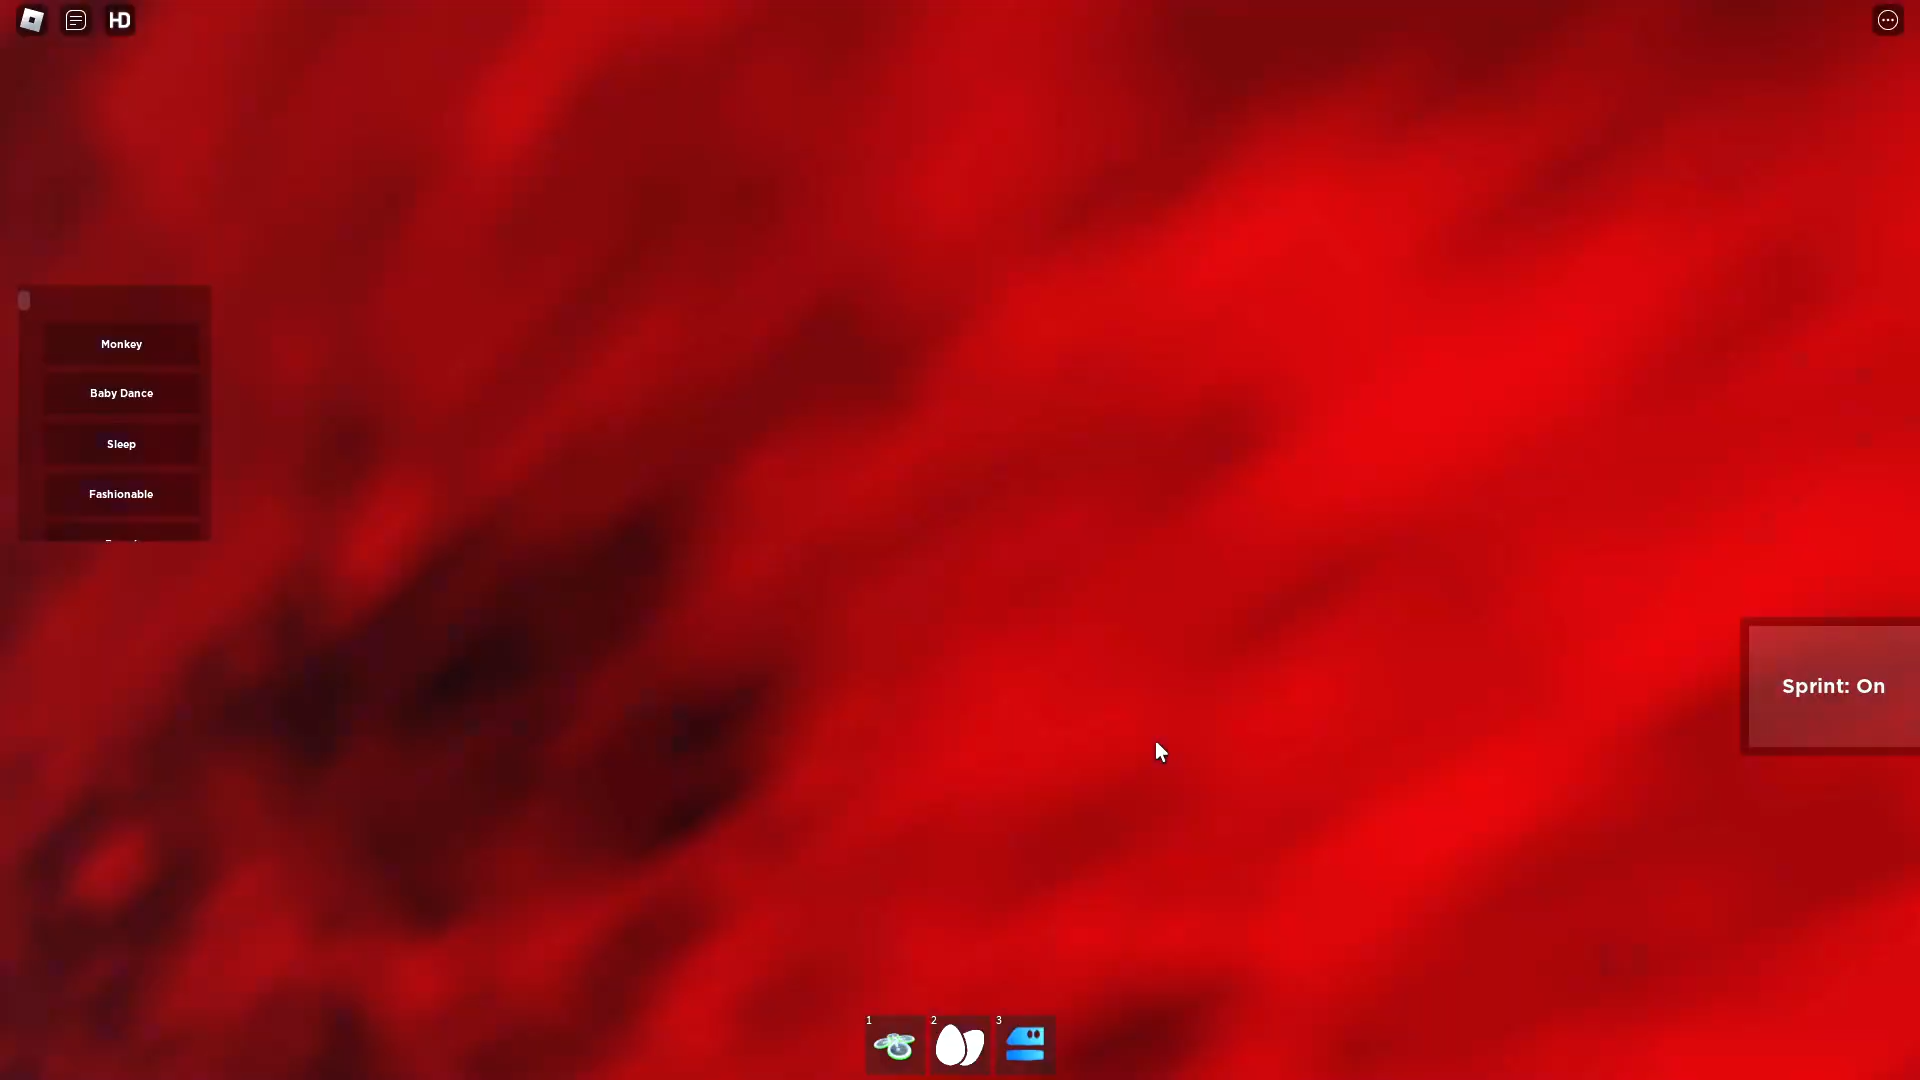 HD
Monkey
Baby Dance
Sleep
Fashionable
Sprint: On
1
2
3